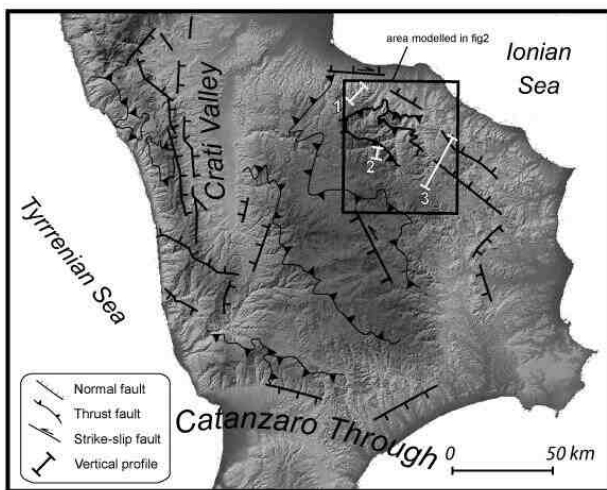 area modelled in fig2
Ionian
Sea
1
2
3
Crati Valley
Tyrrrenian Sea
Catanzaro Through
Normal fault
Thrust fault
Strike-slip fault
Vertical profile
0 50 km